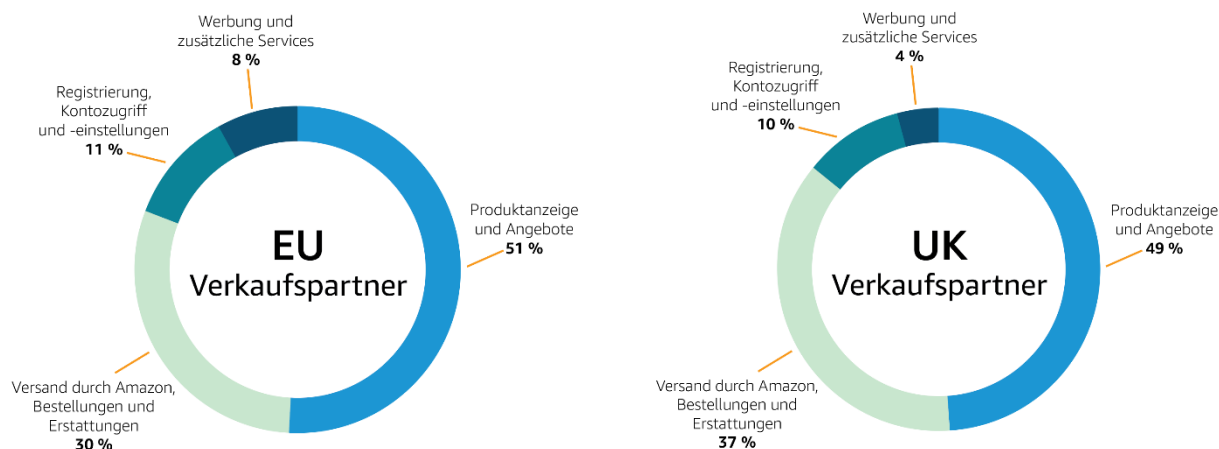 Werbung und
zusätzliche Services
8 %
Registrierung,
Kontozugriff
und -einstellungen
11 %
EU
Verkaufspartner
Produktanzeige
und Angebote
51 %
Versand durch Amazon,
Bestellungen und
Erstattungen
30 %
Werbung und
zusätzliche Services
4 %
Registrierung,
Kontozugriff
und -einstellungen
10 %
UK
Verkaufspartner
Produktanzeige
und Angebote
49 %
Versand durch Amazon,
Bestellungen und
Erstattungen
37 %